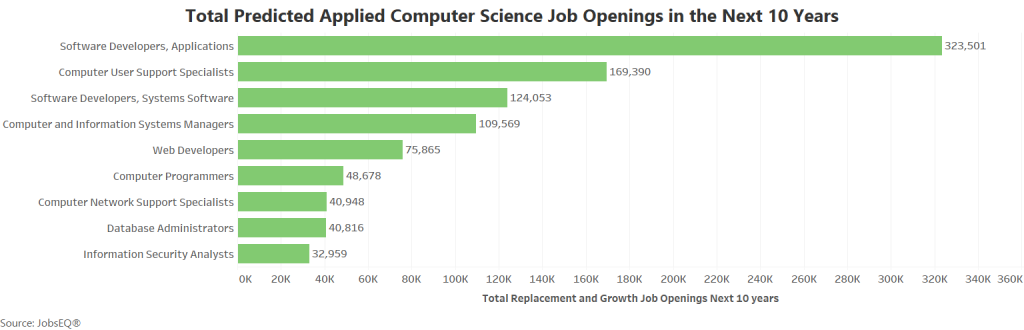 Total Predicted Applied Computer Science Job Openings in the Next 10 Years
Software Developers, Applications 323,501
Computer User Support Specialists 169,390
Software Developers, Systems Software 124,053
Computer and Information Systems Managers 109,569
Web Developers 75,865
Computer Programmers 48,678
Computer Network Support Specialists 40,948
Database Administrators 40,816
Information Security Analysts 32,959
0K 20K 40K 60K 80K 100K 120K 140K 160K 180K 200K 220K 240K 260K 280K 300K 320K 340K 360K
Total Replacement and Growth Job Openings Next 10 years
Source: JobsEQ®